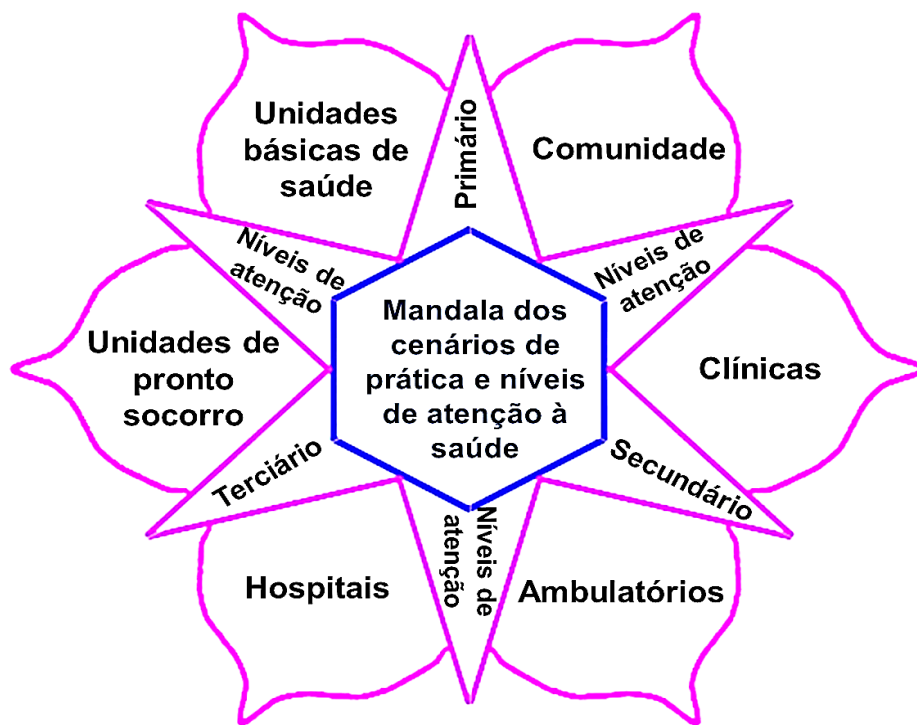 Unidades
básicas de
saúde
Primário
Comunidade
Níveis de
atenção
Níveis de
atenção
Mandala dos
cenários de
prática e níveis
de atenção à
saúde
Unidades de
pronto
socorro
Clínicas
Terciário
Secundário
Níveis de
atenção
Hospitais
Ambulatórios